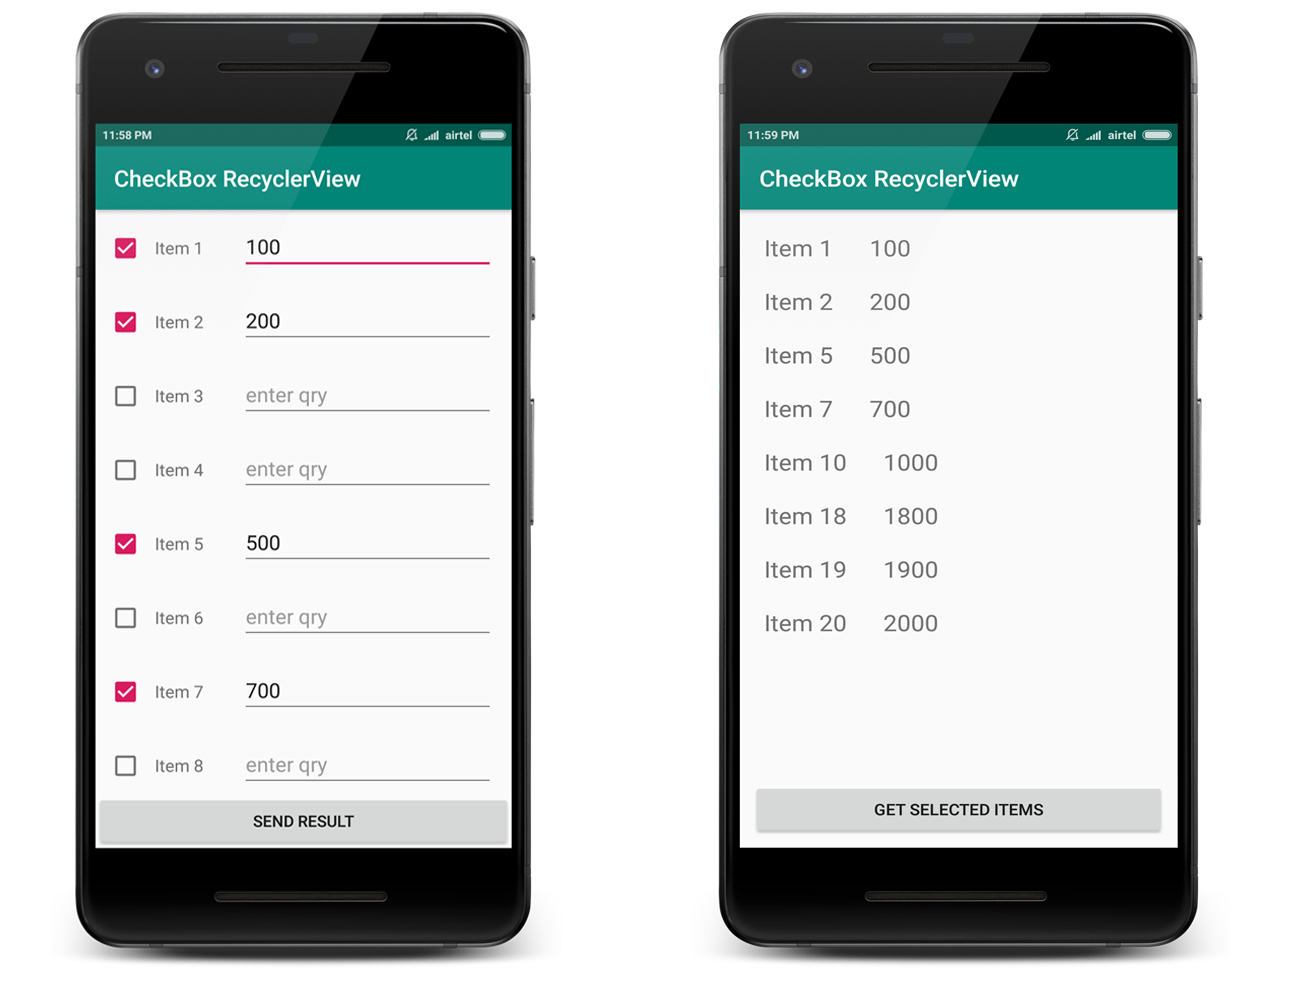 11:58 PM airtel
CheckBox RecyclerView
Item 1 100
Item 2 200
Item 3 enter qry
Item 4 enter qry
Item 5 500
Item 6 enter qry
Item 7 700
Item 8 enter qry
SEND RESULT
11:59 PM airtel
CheckBox RecyclerView
Item 1 100
Item 2 200
Item 5 500
Item 7 700
Item 10 1000
Item 18 1800
Item 19 1900
Item 20 2000
GET SELECTED ITEMS